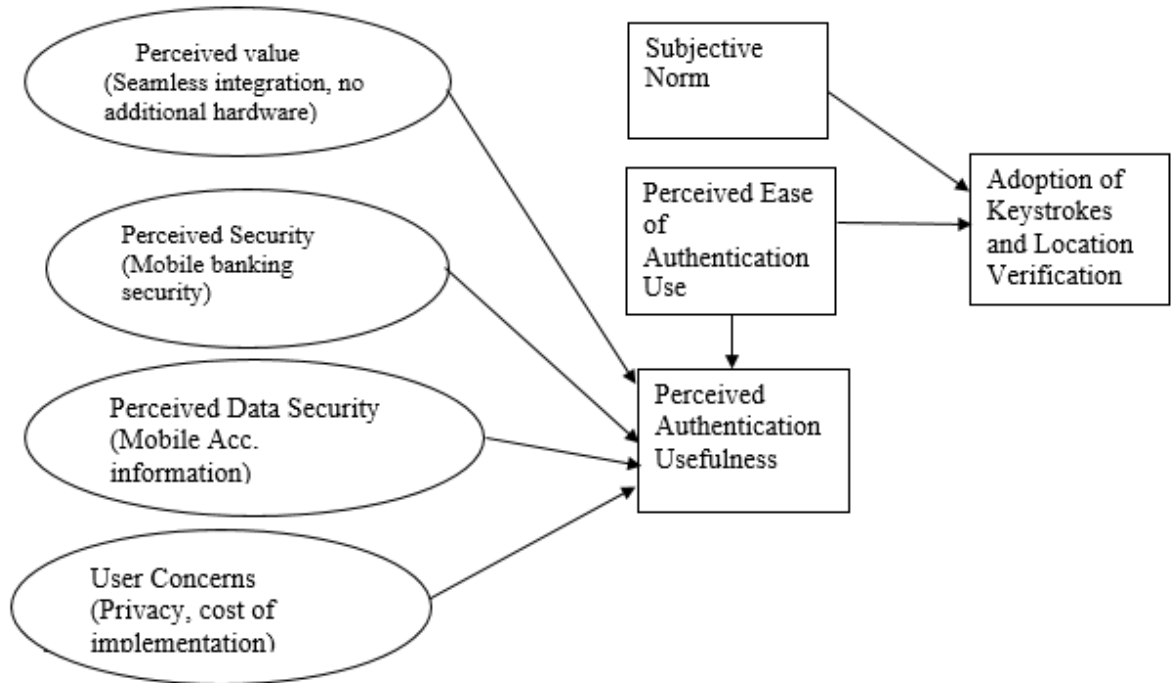 Perceived value
(Seamless integration, no
additional hardware)
Perceived Security
(Mobile banking
security)
Perceived Data Security
(Mobile Acc.
information)
User Concerns
(Privacy, cost of
implementation)
Subjective
Norm
Perceived Ease
of
Authentication
Use
Perceived
Authentication
Usefulness
Adoption of
Keystrokes
and Location
Verification